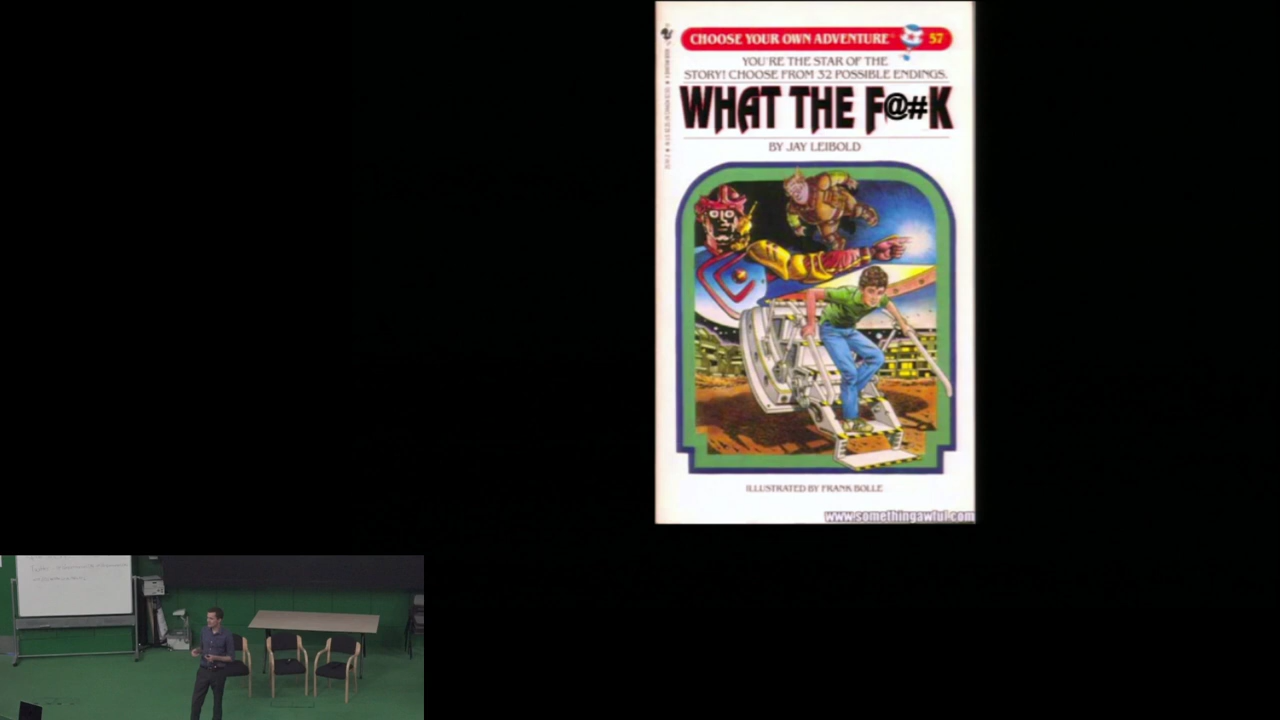 CHOOSE YOUR OWN ADVENTURE 57
YOU'RE THE STAR OF THE
STORY! CHOOSE FROM 32 POSSIBLE ENDINGS.
WHAT THE F@#K
BY JAY LEIBOLD
ILLUSTRATED BY FRANK BOLLE
www.somethingawful.com